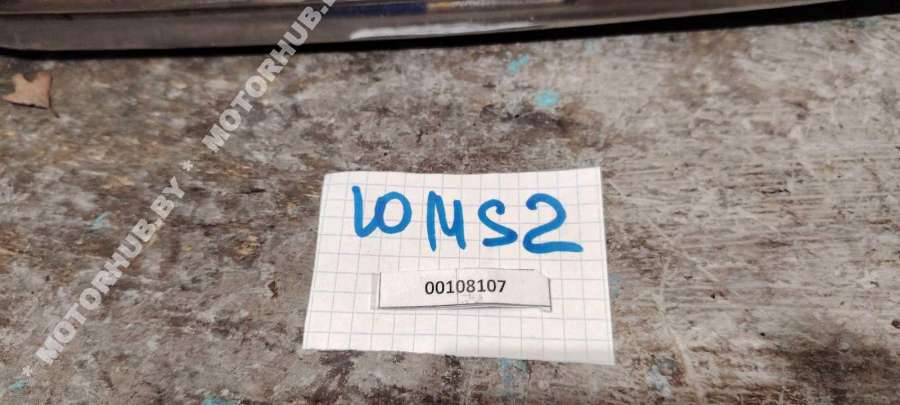 * MOTORHUB.BY * MOTORHUB.BY
10MS2
00108107